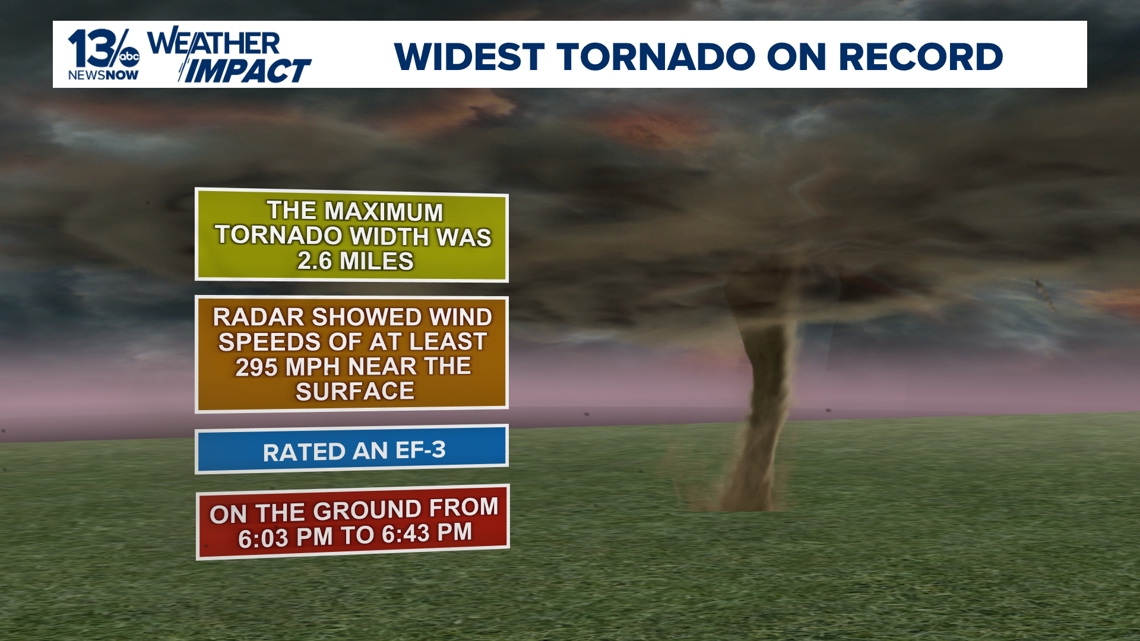 13 abc
NEWSNOW
WEATHER
IMPACT
WIDEST TORNADO ON RECORD
THE MAXIMUM
TORNADO WIDTH WAS
2.6 MILES
RADAR SHOWED WIND
SPEEDS OF AT LEAST
295 MPH NEAR THE
SURFACE
RATED AN EF-3
ON THE GROUND FROM
6:03 PM TO 6:43 PM